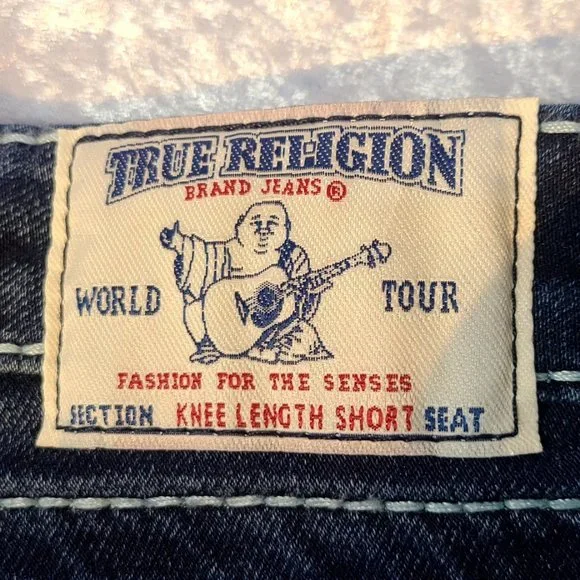 TRUE RELIGION
BRAND JEANS ®
WORLD TOUR
FASHION FOR THE SENSES
SECTION KNEE LENGTH SHORT SEAT